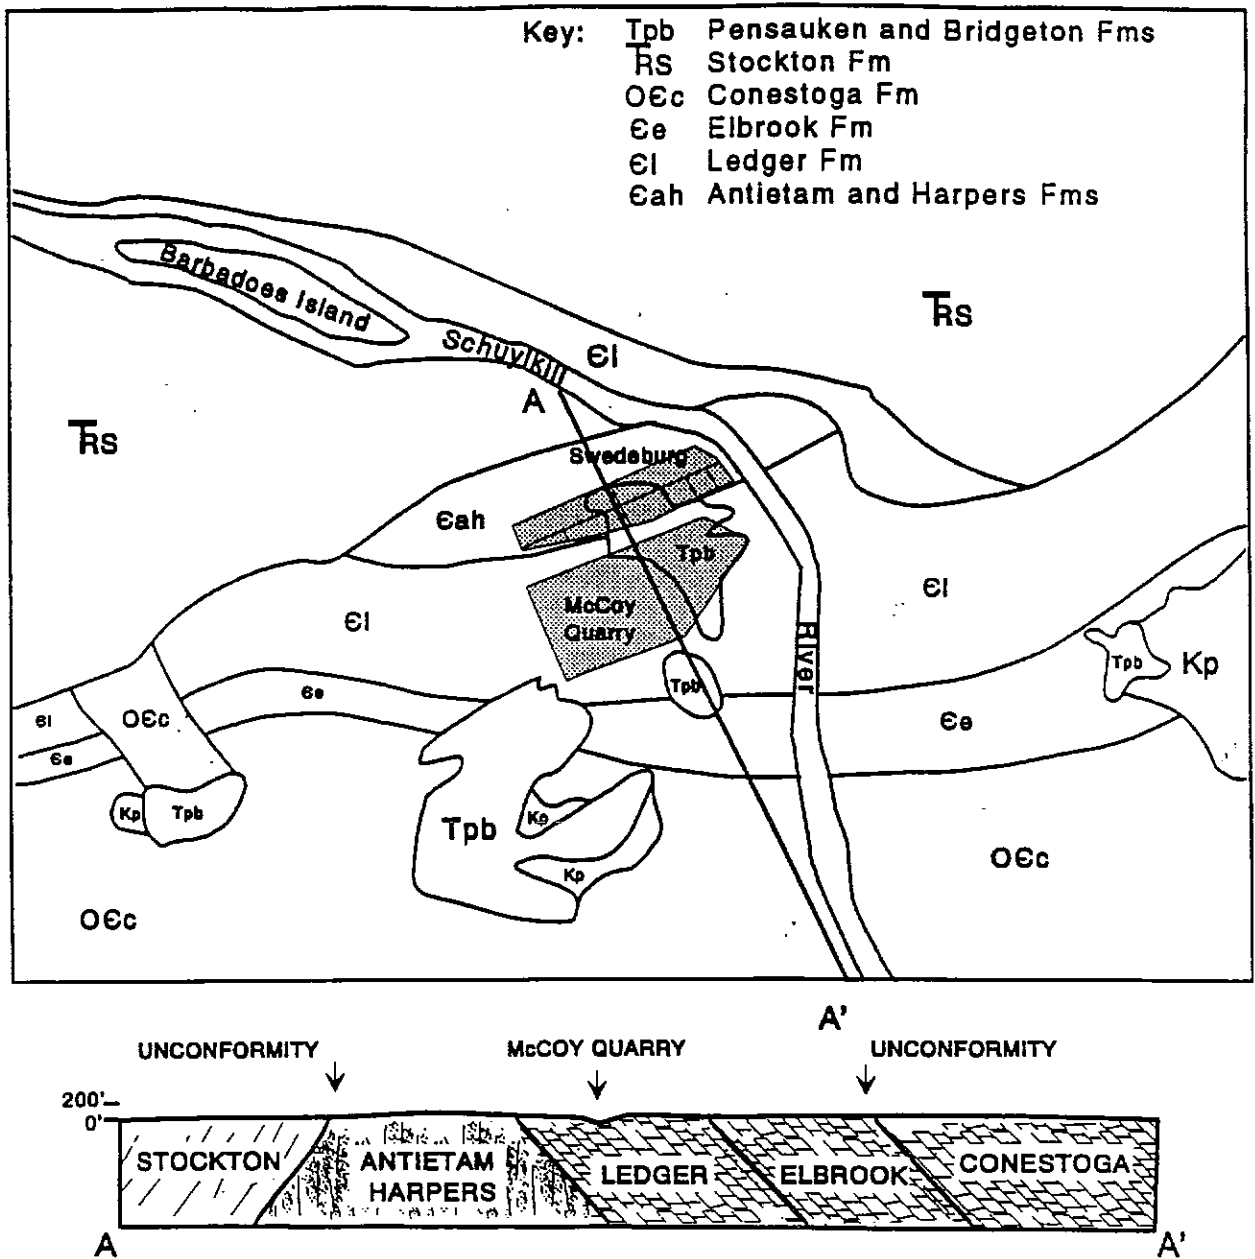 Key: Tpb Pensauken and Bridgeton Fms
TRS Stockton Fm
OЄc Conestoga Fm
Єe Elbrook Fm
Єl Ledger Fm
Єah Antietam and Harpers Fms
Barbadoes Island
TRS
Schuylkill
Єl
A
TRS
Swedeburg
Єah
Tpb
Єl
McCoy
Quarry
Єl
River
Tpb
Kp
Tpb
Єe
Єl
OЄc
Єe
Єe
Kp
Tpb
Tpb
Kp
Kp
OЄc
OЄc
A'
UNCONFORMITY
McCOY QUARRY
UNCONFORMITY
200'
0'
STOCKTON
ANTIETAM
HARPERS
LEDGER
ELBROOK
CONESTOGA
A
A'